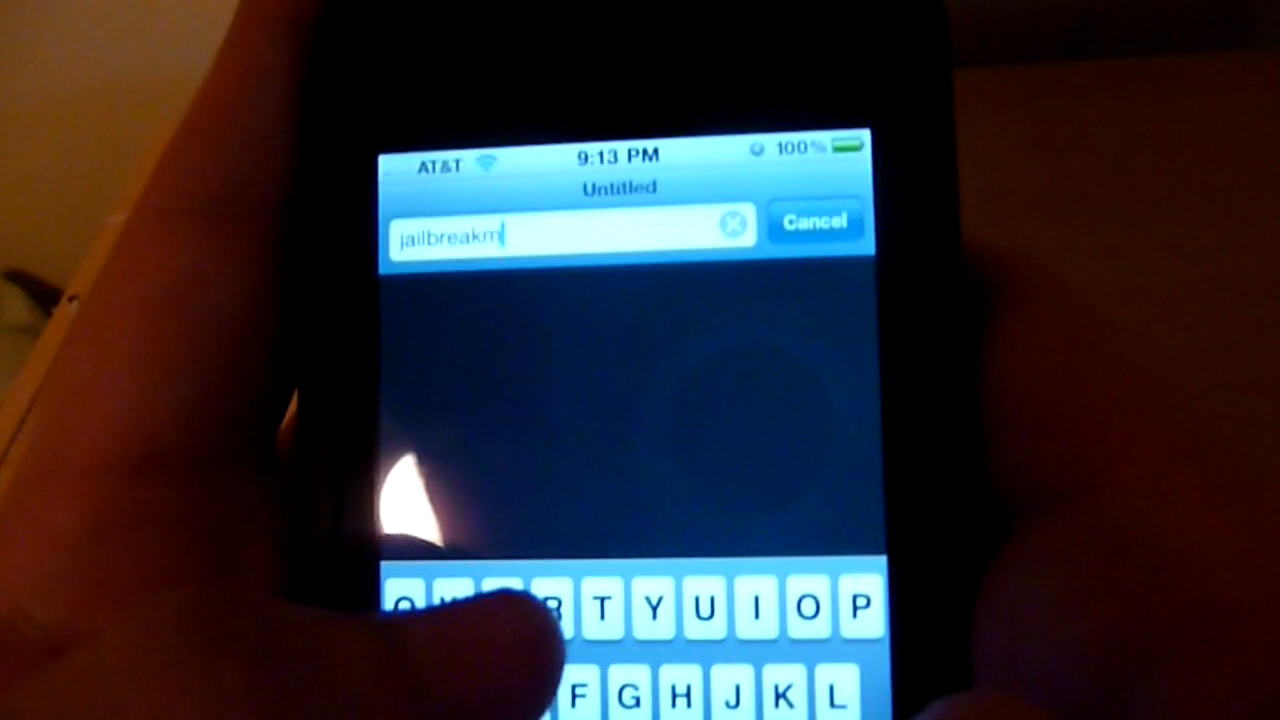 AT&T 9:13 PM 100%
Untitled
jailbreakm Cancel
R T Y U I O P
F G H J K L